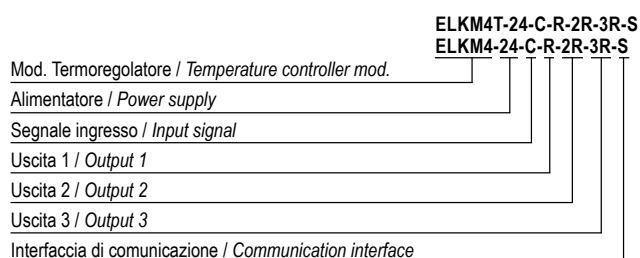 ELKM4T-24-C-R-2R-3R-S
ELKM4-24-C-R-2R-3R-S
Mod. Termoregolatore / Temperature controller mod.
Alimentatore / Power supply
Segnale ingresso / Input signal
Uscita 1 / Output 1
Uscita 2 / Output 2
Uscita 3 / Output 3
Interfaccia di comunicazione / Communication interface